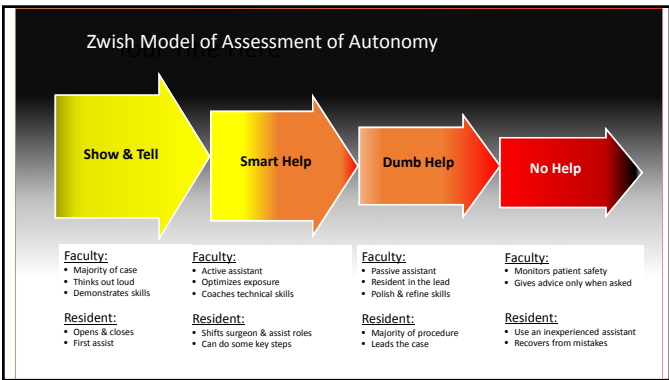 Zwish Model of Assessment of Autonomy
Your Title Here
Show & Tell
Smart Help
Dumb Help
No Help
Faculty:
• Majority of case
• Thinks out loud
• Demonstrates skills
Resident:
• Opens & closes
• First assist
Faculty:
• Active assistant
• Optimizes exposure
• Coaches technical skills
Resident:
• Shifts surgeon & assist roles
• Can do some key steps
Faculty:
• Passive assistant
• Resident in the lead
• Polish & refine skills
Resident:
• Majority of procedure
• Leads the case
Faculty:
• Monitors patient safety
• Gives advice only when asked
Resident:
• Use an inexperienced assistant
• Recovers from mistakes